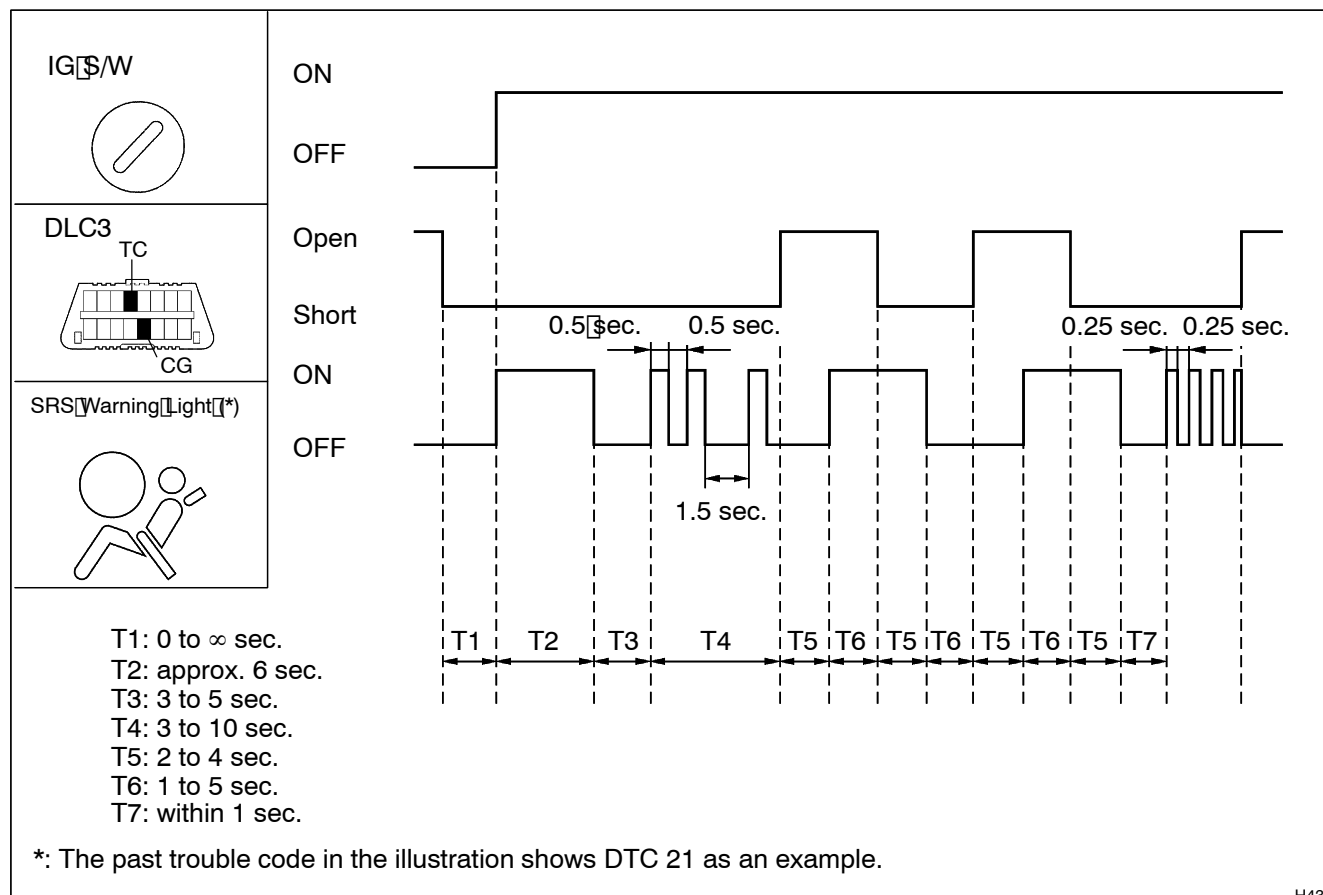 IG▯S/W
ON
OFF
DLC3
TC
CG
Open
Short
0.5▯sec. 0.5 sec. 0.25 sec. 0.25 sec.
SRS▯Warning▯Light▯(*)
ON
OFF
1.5 sec.
T1 T2 T3 T4 T5 T6 T5 T6 T5 T6 T5 T7
T1: 0 to ∞ sec.
T2: approx. 6 sec.
T3: 3 to 5 sec.
T4: 3 to 10 sec.
T5: 2 to 4 sec.
T6: 1 to 5 sec.
T7: within 1 sec.
*: The past trouble code in the illustration shows DTC 21 as an example.